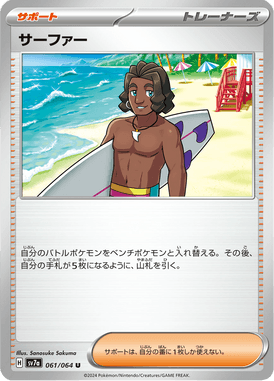 サポート
トレーナーズ
サーファー
自分のバトルポケモンをベンチポケモンと入れ替える。その後、
自分の手札が5枚になるように、山札を引く。
Illus. Sanosuke Sakuma
H SV7a 061/064 U
サポートは、自分の番に1枚しか使えない。
©2024 Pokémon/Nintendo/Creatures/GAME FREAK.